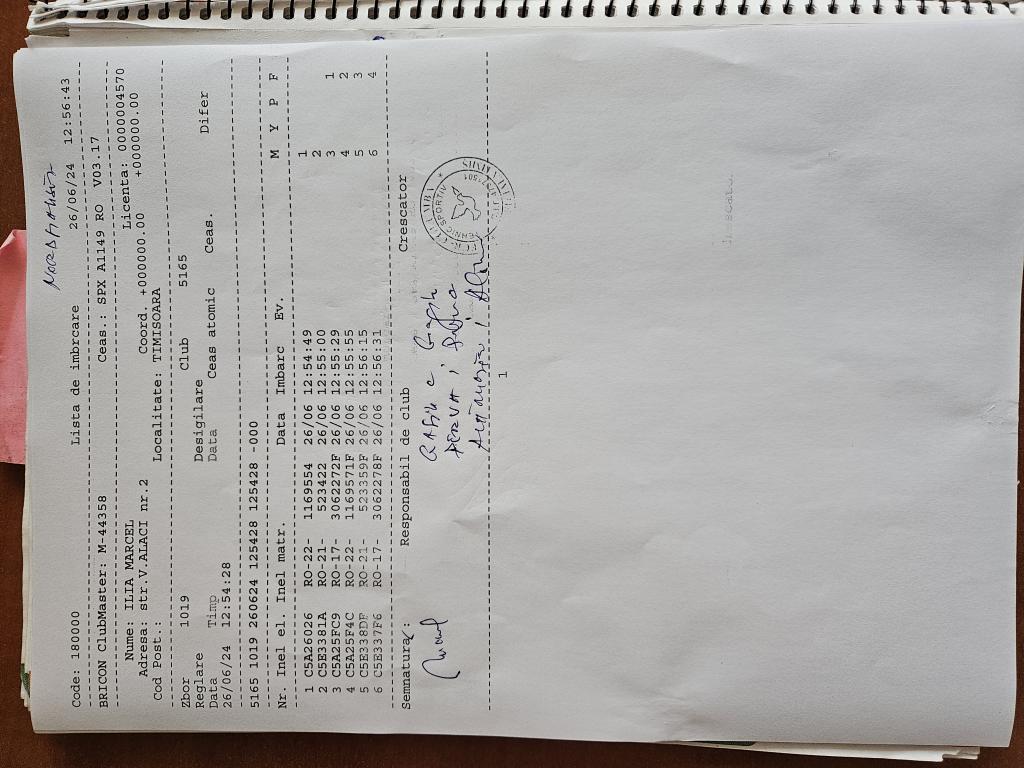 NORDHAUSEN
Code: 180000 Lista de imbrcare 26/06/24 12:56:43
BRICON ClubMaster: M-44358 Ceas.: SPX A1149 RO V03.17
Nume: ILIA MARCEL Licenta: 0000004570
Adresa: str.V.ALACI nr.2 Coord. +000000.00 +000000.00
Cod Post.: Localitate: TIMISOARA
Zbor 1019 Club 5165
Reglare Desigilare
Data Timp Data Ceas atomic Ceas. Difer
26/06/24 12:54:28
5165 1019 260624 125428 125428 125428 -000
Nr. Inel el. Inel matr. Data Imbarc Ev. M Y P F
1 C5A26026 RO-22- 1169554 26/06 12:54:49 1
2 C5E3381A RO-21- 523422 26/06 12:55:00 2
3 C5A25FC9 RO-17- 3062272F 26/06 12:55:29 3 1
4 C5A25F4C RO-22- 1169571F 26/06 12:55:55 4 2
5 C5E338DF RO-21- 523359F 26/06 12:56:15 5 3
6 C5E337F6 RO-17- 3062278F 26/06 12:56:31 6 4
Semnatura: Responsabil de club Crescator
1